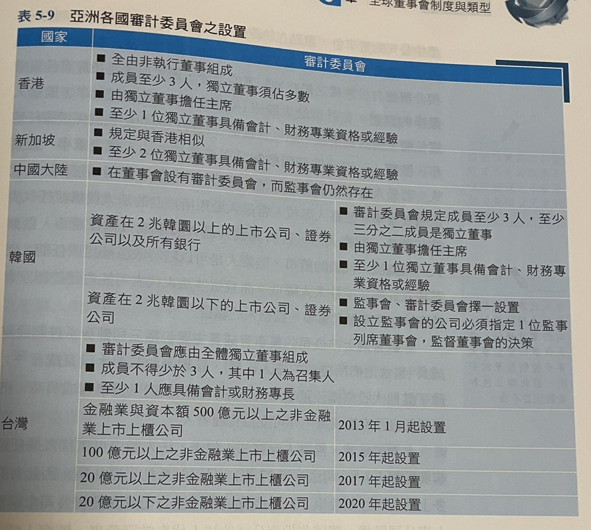 全球董事會制度與類型
表 5-9 亞洲各國審計委員會之設置
國家
審計委員會
香港
■ 全由非執行董事組成
■ 成員至少 3 人，獨立董事須佔多數
■ 由獨立董事擔任主席
■ 至少 1 位獨立董事具備會計、財務專業資格或經驗
新加坡
■ 規定與香港相似
■ 至少 2 位獨立董事具備會計、財務專業資格或經驗
中國大陸
■ 在董事會設有審計委員會，而監事會仍然存在
韓國
資產在 2 兆韓圜以上的上市公司、證券
公司以及所有銀行
■ 審計委員會規定成員至少 3 人，至少
三分之二成員是獨立董事
■ 由獨立董事擔任主席
■ 至少 1 位獨立董事具備會計、財務專
業資格或經驗
資產在 2 兆韓圜以下的上市公司、證券
公司
■ 監事會、審計委員會擇一設置
■ 設立監事會的公司必須指定 1 位監事
列席董事會，監督董事會的決策
台灣
■ 審計委員會應由全體獨立董事組成
■ 成員不得少於 3 人，其中 1 人為召集人
■ 至少 1 人應具備會計或財務專長
金融業與資本額 500 億元以上之非金融
業上市上櫃公司
2013 年 1 月起設置
100 億元以上之非金融業上市上櫃公司
2015 年起設置
20 億元以上之非金融業上市上櫃公司
2017 年起設置
20 億元以下之非金融業上市上櫃公司
2020 年起設置